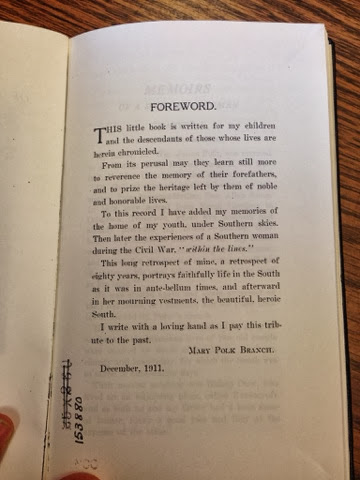 FOREWORD.
THIS little book is written for my children
and the descendants of those whose lives are
herein chronicled.
From its perusal may they learn still more
to reverence the memory of their forefathers,
and to prize the heritage left by them of noble
and honorable lives.
To this record I have added my memories of
the home of my youth, under Southern skies.
Then later the experiences of a Southern woman
during the Civil War, "within the lines."
This long retrospect of mine, a retrospect of
eighty years, portrays faithfully life in the South
as it was in ante-bellum times, and afterward
in her mourning vestments, the beautiful, heroic
South.
I write with a loving hand as I pay this trib-
ute to the past.
MARY POLK BRANCH.
December, 1911.
153880